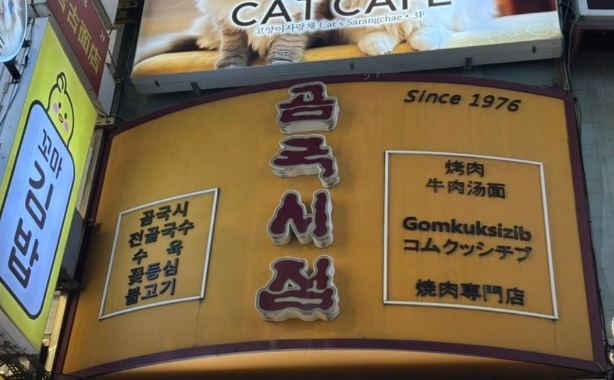 CAT CAFE
고양이사랑채 Cat's Sarangchae · 3F
Since 1976
곰
국
시
집
곰국시
전골국수
수 육
꽃등심
불고기
烤肉
牛肉汤面
Gomkuksizib
コムクッシチプ
焼肉専門店
꼬마
김밥